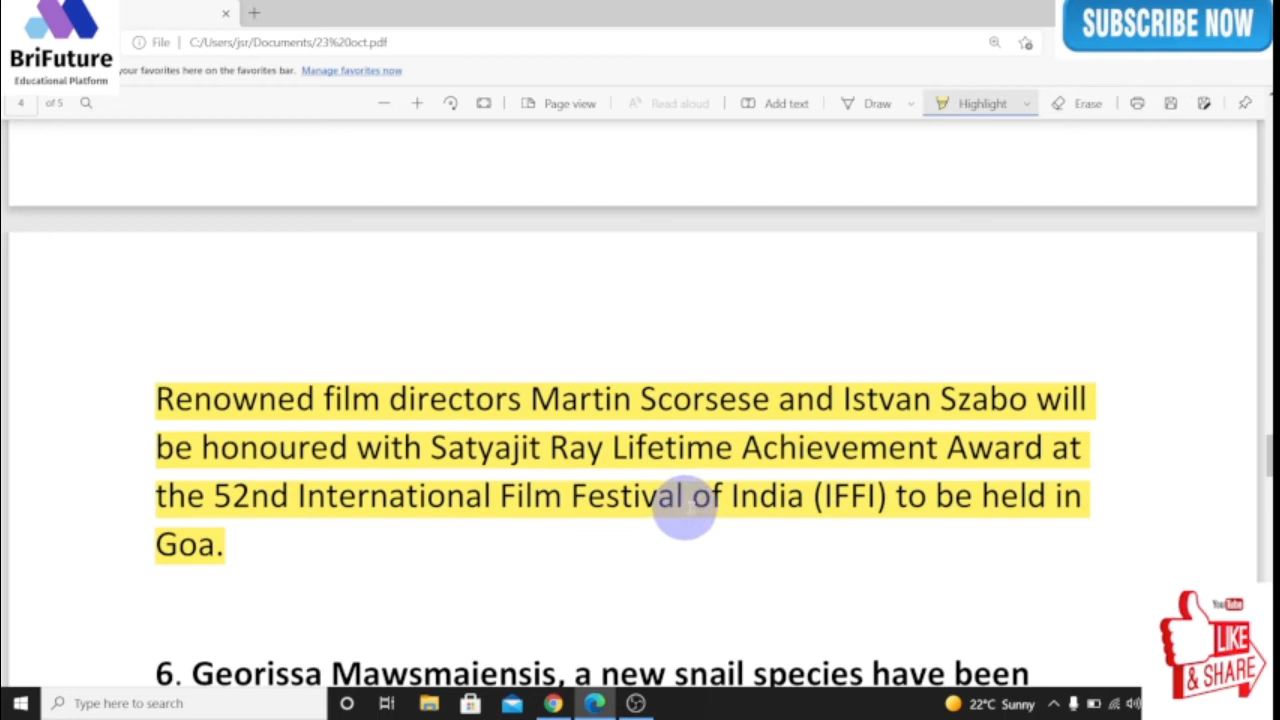 SUBSCRIBE NOW
BriFuture
Educational Platform
File | C:/Users/jsr/Documents/23%20oct.pdf
your favorites here on the favorites bar. Manage favorites now
4 of 5
Page view
Read aloud
Add text
Draw
Highlight
Erase
Renowned film directors Martin Scorsese and Istvan Szabo will
be honoured with Satyajit Ray Lifetime Achievement Award at
the 52nd International Film Festival of India (IFFI) to be held in
Goa.
6. Georissa Mawsmaiensis, a new snail species have been
YouTube
LIKE
& SHARE
Type here to search
22°C Sunny